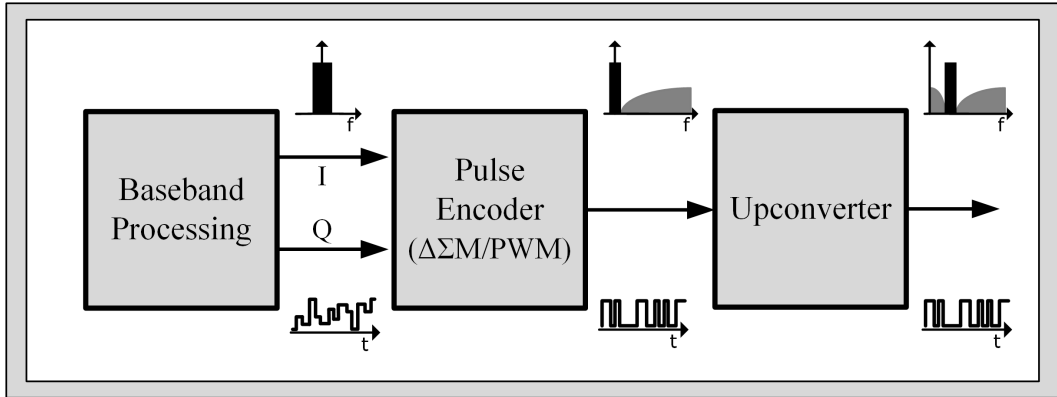 f
f
f
Baseband
Processing
I
Q
Pulse
Encoder
(ΔΣM/PWM)
Upconverter
t
t
t